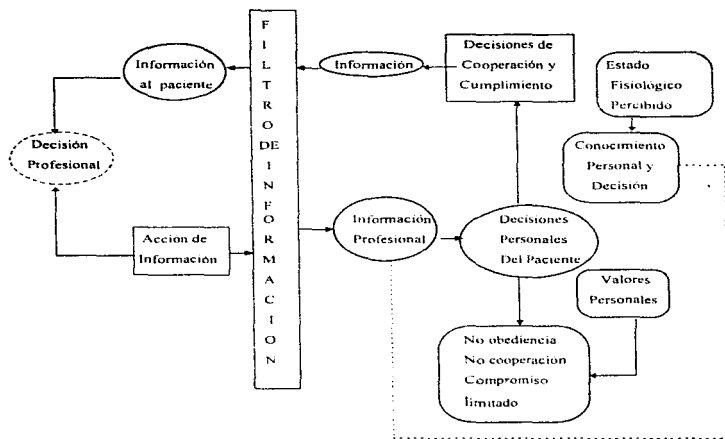 Información
al paciente
Decisión
Profesional
Accion de
Información
F
I
L
T
R
O
DE
I
N
F
O
R
M
A
C
I
O
N
Información
Decisiones de
Cooperación y
Cumplimiento
Estado
Fisiológico
Percibido
Conocimiento
Personal y
Decisión
Información
Profesional
Decisiones
Personales
Del Paciente
Valores
Personales
No obediencia
No cooperación
Compromiso
limitado